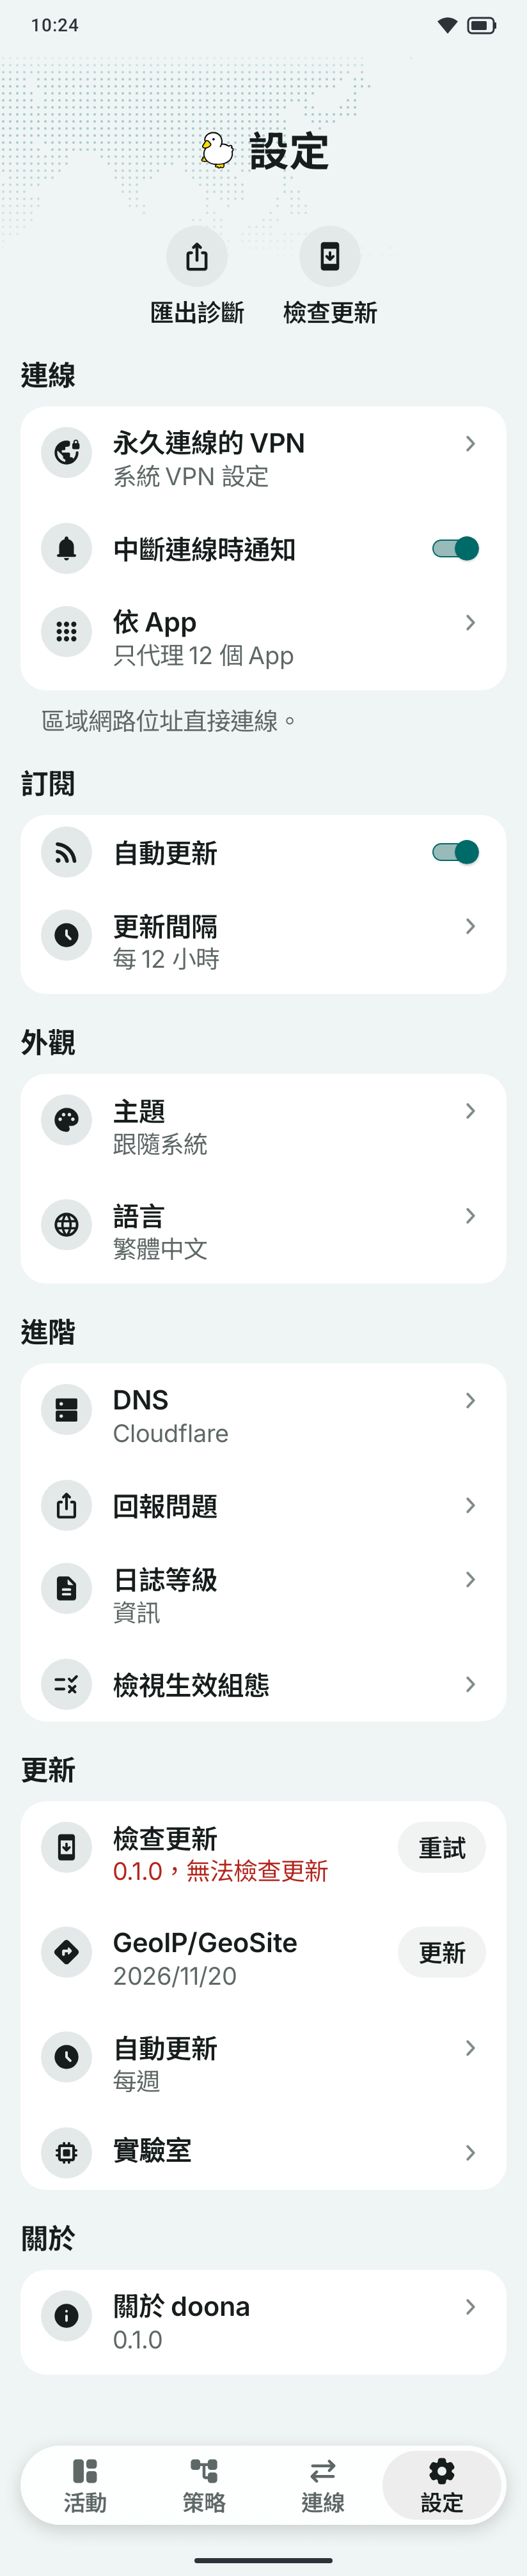 10:24
設定
匯出診斷
檢查更新
連線
永久連線的 VPN
系統 VPN 設定
中斷連線時通知
依 App
只代理 12 個 App
區域網路位址直接連線。
訂閱
自動更新
更新間隔
每 12 小時
外觀
主題
跟隨系統
語言
繁體中文
進階
DNS
Cloudflare
回報問題
日誌等級
資訊
檢視生效組態
更新
檢查更新
0.1.0，無法檢查更新
重試
GeoIP/GeoSite
2026/11/20
更新
自動更新
每週
實驗室
關於
關於 doona
0.1.0
活動
策略
連線
設定